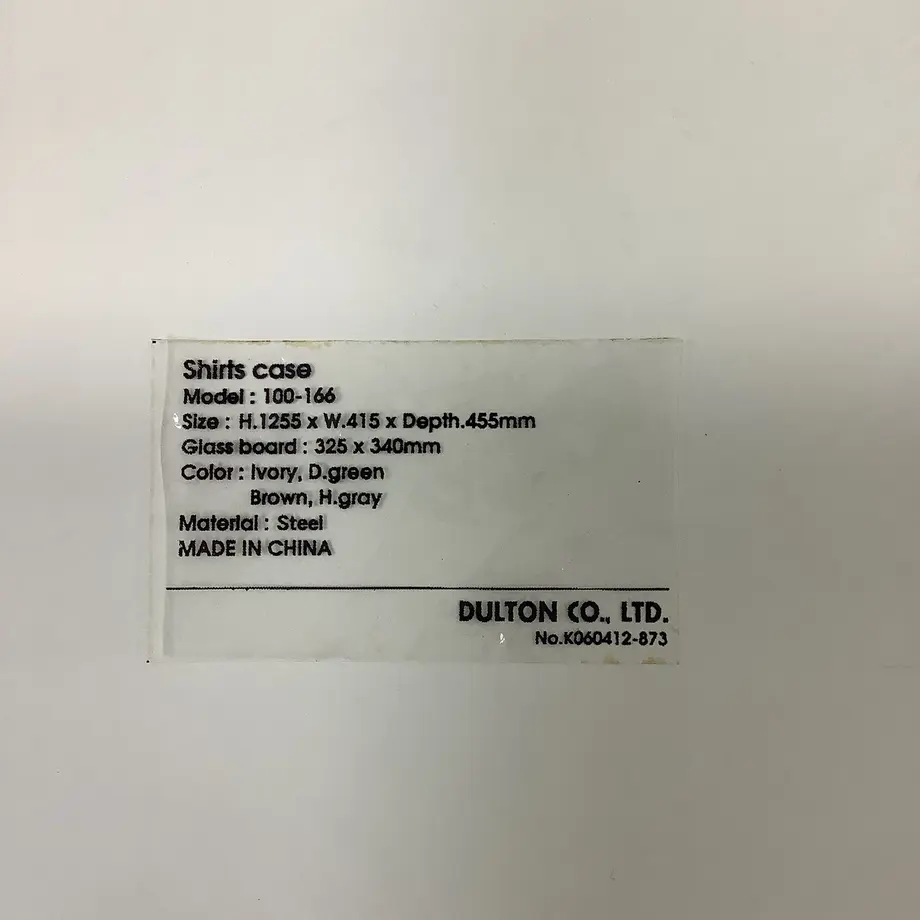 Shirts case
Model : 100-166
Size : H.1255 x W.415 x Depth.455mm
Glass board : 325 x 340mm
Color : Ivory, D.green
Brown, H.gray
Material : Steel
MADE IN CHINA
DULTON CO., LTD.
No.K060412-873